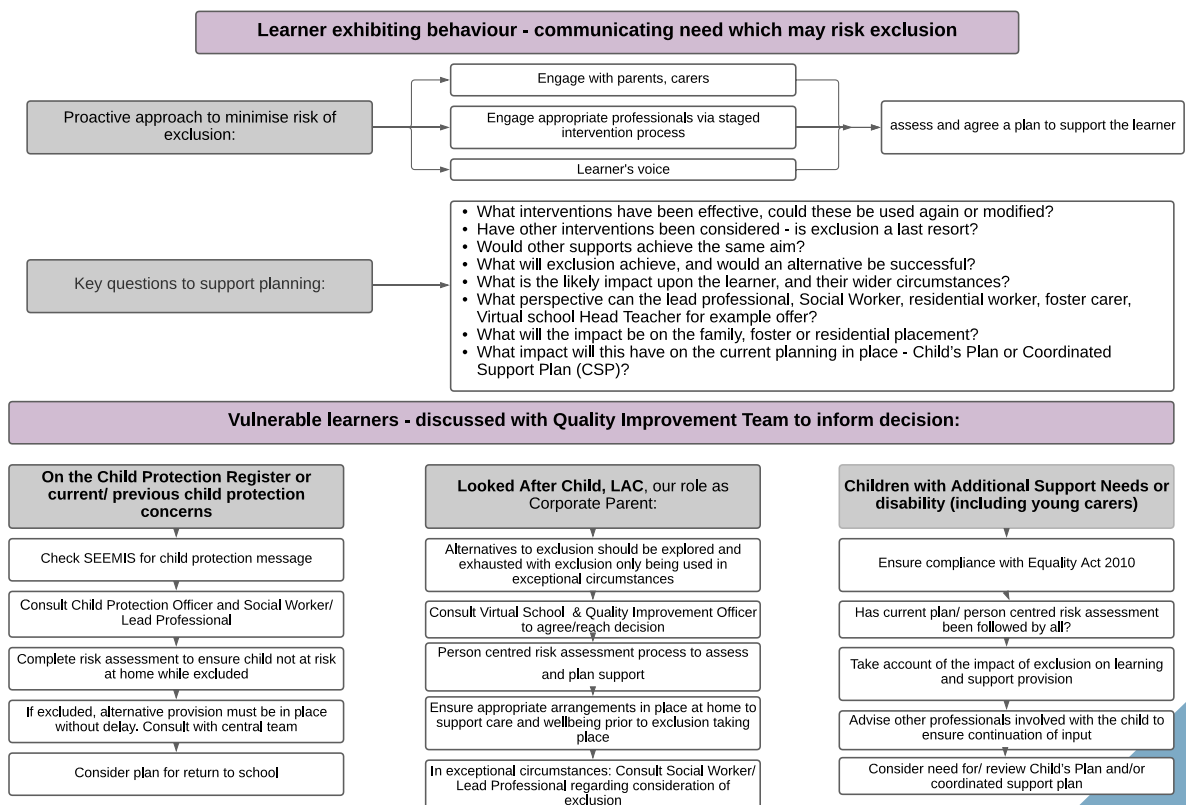 Learner exhibiting behaviour - communicating need which may risk exclusion
Proactive approach to minimise risk of
exclusion:
Engage with parents, carers
Engage appropriate professionals via staged
intervention process
Learner's voice
assess and agree a plan to support the learner
Key questions to support planning:
• What interventions have been effective, could these be used again or modified?
• Have other interventions been considered - is exclusion a last resort?
• Would other supports achieve the same aim?
• What will exclusion achieve, and would an alternative be successful?
• What is the likely impact upon the learner, and their wider circumstances?
• What perspective can the lead professional, Social Worker, residential worker, foster carer,
Virtual school Head Teacher for example offer?
• What will the impact be on the family, foster or residential placement?
• What impact will this have on the current planning in place - Child's Plan or Coordinated
Support Plan (CSP)?
Vulnerable learners - discussed with Quality Improvement Team to inform decision:
On the Child Protection Register or
current/ previous child protection
concerns
Check SEEMIS for child protection message
Consult Child Protection Officer and Social Worker/
Lead Professional
Complete risk assessment to ensure child not at risk
at home while excluded
If excluded, alternative provision must be in place
without delay. Consult with central team
Consider plan for return to school
Looked After Child, LAC, our role as
Corporate Parent:
Alternatives to exclusion should be explored and
exhausted with exclusion only being used in
exceptional circumstances
Consult Virtual School & Quality Improvement Officer
to agree/reach decision
Person centred risk assessment process to assess
and plan support
Ensure appropriate arrangements in place at home to
support care and wellbeing prior to exclusion taking
place
In exceptional circumstances: Consult Social Worker/
Lead Professional regarding consideration of
exclusion
Children with Additional Support Needs or
disability (including young carers)
Ensure compliance with Equality Act 2010
Has current plan/ person centred risk assessment
been followed by all?
Take account of the impact of exclusion on learning
and support provision
Advise other professionals involved with the child to
ensure continuation of input
Consider need for/ review Child's Plan and/or
coordinated support plan